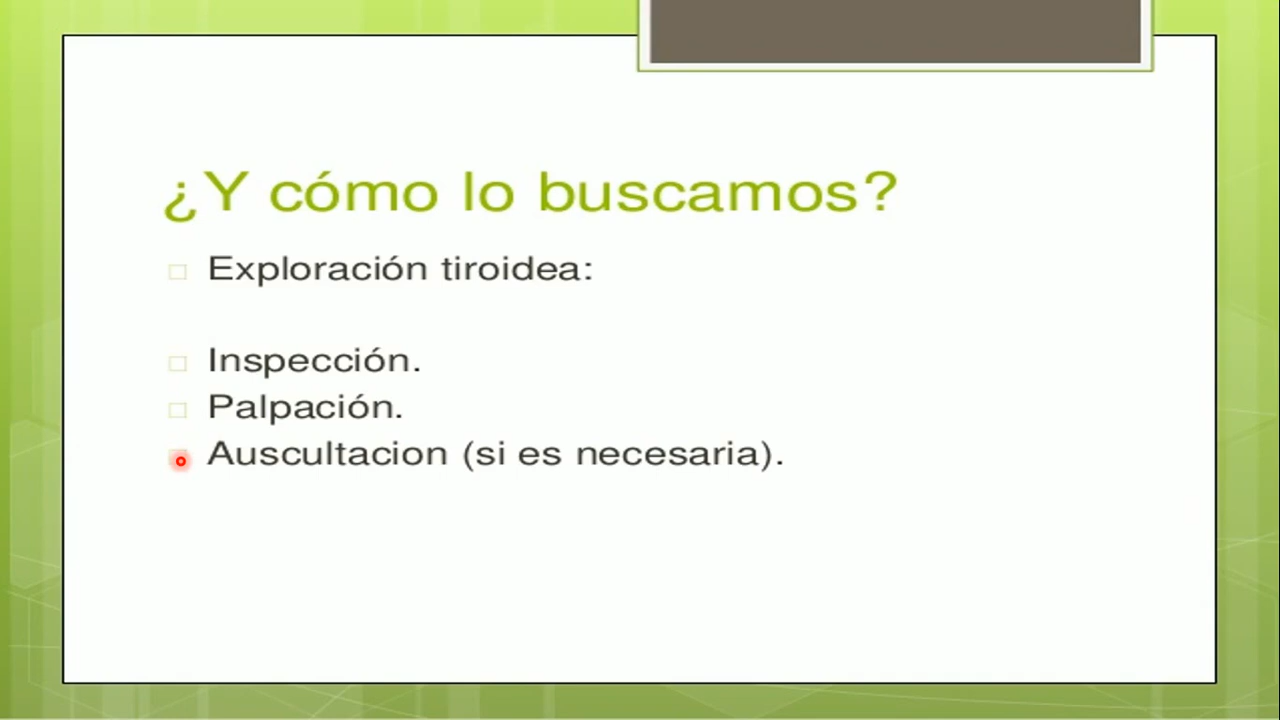 ¿Y cómo lo buscamos?
Exploración tiroidea:
Inspección.
Palpación.
Auscultacion (si es necesaria).